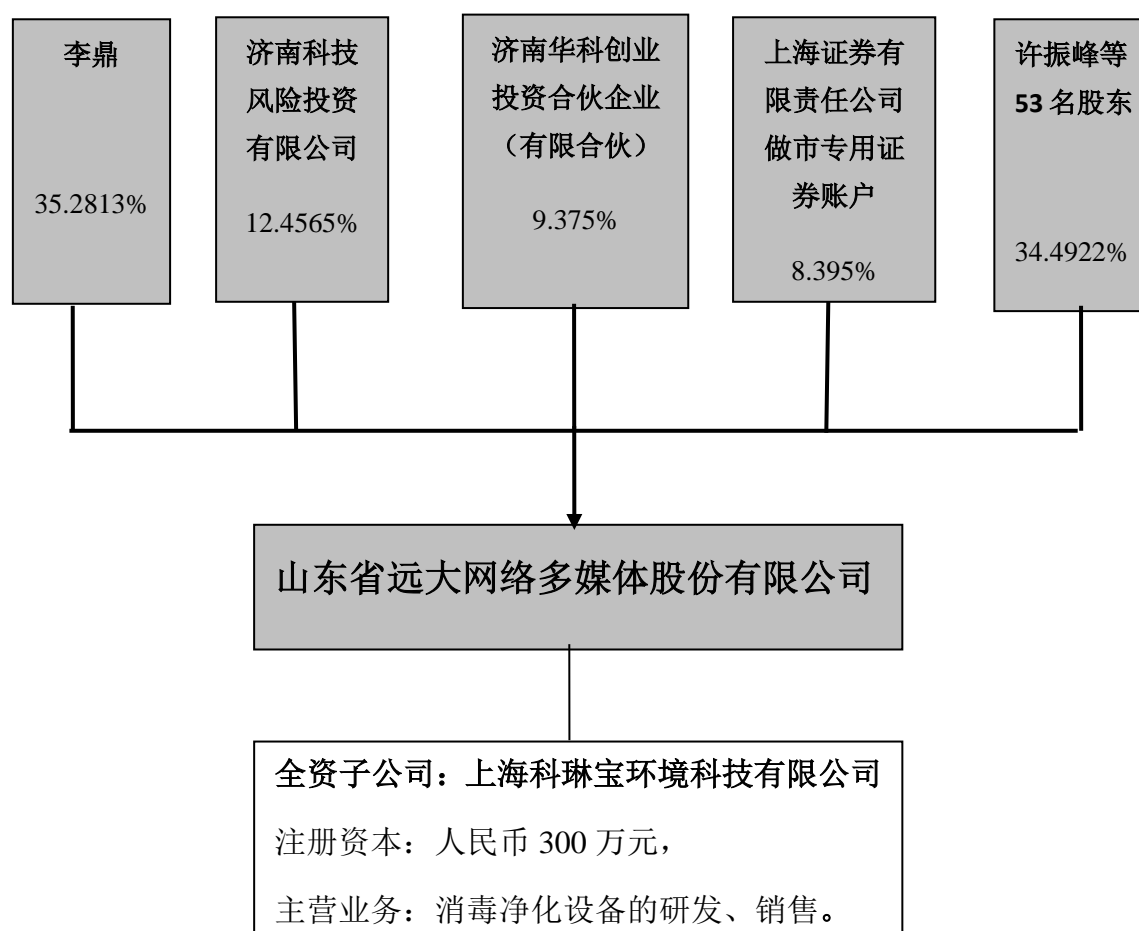 李鼎
35.2813%
济南科技
风险投资
有限公司
12.4565%
济南华科创业
投资合伙企业
（有限合伙）
9.375%
上海证券有
限责任公司
做市专用证
券账户
8.395%
许振峰等
53 名股东
34.4922%
山东省远大网络多媒体股份有限公司
全资子公司：上海科琳宝环境科技有限公司
注册资本：人民币 300 万元，
主营业务：消毒净化设备的研发、销售。